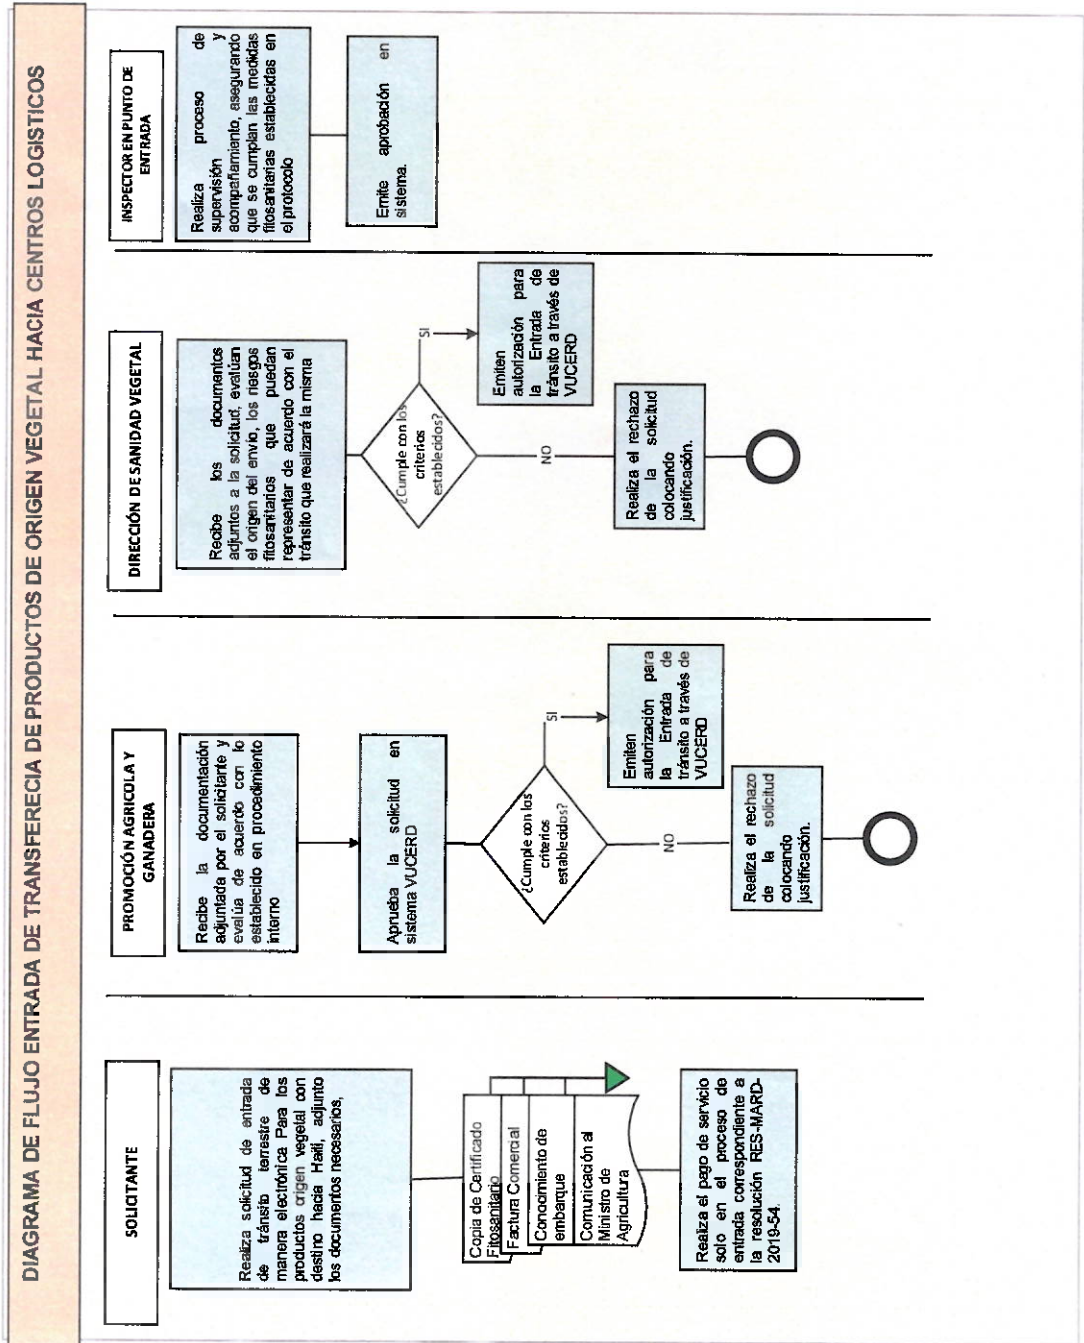 DIAGRAMA DE FLUJO ENTRADA DE TRANSFERECIA DE PRODUCTOS DE ORIGEN VEGETAL HACIA CENTROS LOGISTICOS
SOLICITANTE
Realiza solicitud de entrada
de tránsito terrestre de
manera electrónica Para los
productos origen vegetal con
destino hacia Haití, adjunto
los documentos necesarios,
Copia de Certificado
Fitosanitario
Factura Comercial
Conocimiento de
embarque
Comunicación al
Ministro de
Agricultura
Realiza el pago de servicio
solo en el proceso de
entrada correspondiente a
la resolución RES-MARD-
2019-54.
PRONOCIÓN AGRICOLA Y
GANADERA
Recibe la documentación
adjuntada por el solicitante y
evalúa de acuerdo con lo
establecido en procedimiento
interno
Aprueba la solicitud en
sistema VUCERD
¿Cumple con los
criterios
establecidos?
SI
Emiten
autorización para
la Entrada de
tránsito a través de
VUCERD
NO
Realiza el rechazo
de la solicitud
colocando
justificación.
DIRECCIÓN DE SANIDAD VEGETAL
Recibe los documentos
adjuntos a la solicitud, evalúan
el origen del envío, los riesgos
fitosanitarios que puedan
representar de acuerdo con el
tránsito que realizará la misma
¿Cumple con los
criterios
establecidos?
SI
Emiten
autorización para
la Entrada de
tránsito a través de
VUCERD
NO
Realiza el rechazo
de la solicitud
colocando
justificación.
INSPECTOR EN PUNTO DE
ENTRADA
Realiza proceso de
supervisión y
acompañamiento, asegurando
que se cumplan las medidas
fitosanitarias establecidas en
el protocolo
Emite aprobación en
sistema.